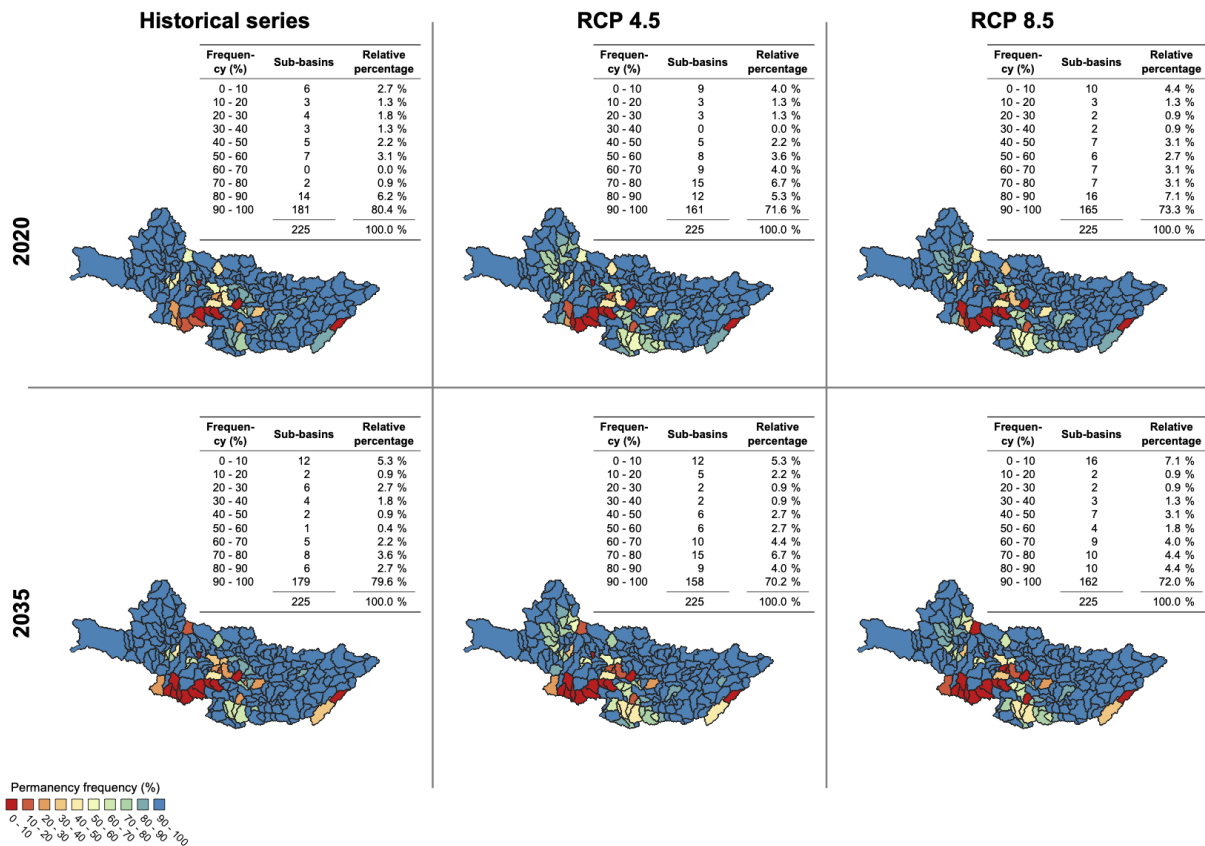 Historical series
RCP 4.5
RCP 8.5
2020
Frequen-
cy (%) Sub-basins Relative
percentage
0 - 10 6 2.7 %
10 - 20 3 1.3 %
20 - 30 4 1.8 %
30 - 40 3 1.3 %
40 - 50 5 2.2 %
50 - 60 7 3.1 %
60 - 70 0 0.0 %
70 - 80 2 0.9 %
80 - 90 14 6.2 %
90 - 100 181 80.4 %
225 100.0 %
Frequen-
cy (%) Sub-basins Relative
percentage
0 - 10 9 4.0 %
10 - 20 3 1.3 %
20 - 30 3 1.3 %
30 - 40 0 0.0 %
40 - 50 5 2.2 %
50 - 60 8 3.6 %
60 - 70 9 4.0 %
70 - 80 15 6.7 %
80 - 90 12 5.3 %
90 - 100 161 71.6 %
225 100.0 %
Frequen-
cy (%) Sub-basins Relative
percentage
0 - 10 10 4.4 %
10 - 20 3 1.3 %
20 - 30 2 0.9 %
30 - 40 2 0.9 %
40 - 50 7 3.1 %
50 - 60 6 2.7 %
60 - 70 7 3.1 %
70 - 80 7 3.1 %
80 - 90 16 7.1 %
90 - 100 165 73.3 %
225 100.0 %
2035
Frequen-
cy (%) Sub-basins Relative
percentage
0 - 10 12 5.3 %
10 - 20 2 0.9 %
20 - 30 6 2.7 %
30 - 40 4 1.8 %
40 - 50 2 0.9 %
50 - 60 1 0.4 %
60 - 70 5 2.2 %
70 - 80 8 3.6 %
80 - 90 6 2.7 %
90 - 100 179 79.6 %
225 100.0 %
Frequen-
cy (%) Sub-basins Relative
percentage
0 - 10 12 5.3 %
10 - 20 5 2.2 %
20 - 30 2 0.9 %
30 - 40 2 0.9 %
40 - 50 6 2.7 %
50 - 60 6 2.7 %
60 - 70 10 4.4 %
70 - 80 15 6.7 %
80 - 90 9 4.0 %
90 - 100 158 70.2 %
225 100.0 %
Frequen-
cy (%) Sub-basins Relative
percentage
0 - 10 16 7.1 %
10 - 20 2 0.9 %
20 - 30 2 0.9 %
30 - 40 3 1.3 %
40 - 50 7 3.1 %
50 - 60 4 1.8 %
60 - 70 9 4.0 %
70 - 80 10 4.4 %
80 - 90 10 4.4 %
90 - 100 162 72.0 %
225 100.0 %
Permanency frequency (%)
0 - 10
10 - 20
20 - 30
30 - 40
40 - 50
50 - 60
60 - 70
70 - 80
80 - 90
90 - 100